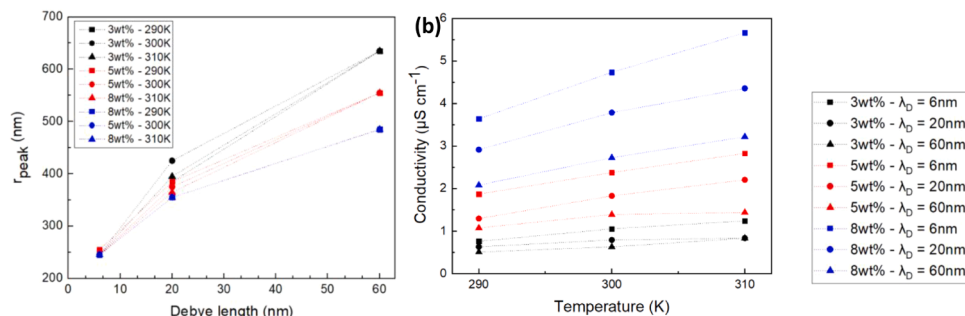 700
600
500
400
300
200
r_peak
(nm)
3wt% - 290K
3wt% - 300K
3wt% - 310K
5wt% - 290K
5wt% - 300K
5wt% - 310K
8wt% - 290K
5wt% - 300K
8wt% - 310K
0 10 20 30 40 50 60
Debye length (nm)
(b)
6
5
4
3
2
1
0
Conductivity (µS cm⁻¹)
290 300 310
Temperature (K)
3wt% - λ_D = 6nm
3wt% - λ_D = 20nm
3wt% - λ_D = 60nm
5wt% - λ_D = 6nm
5wt% - λ_D = 20nm
5wt% - λ_D = 60nm
8wt% - λ_D = 6nm
8wt% - λ_D = 20nm
8wt% - λ_D = 60nm